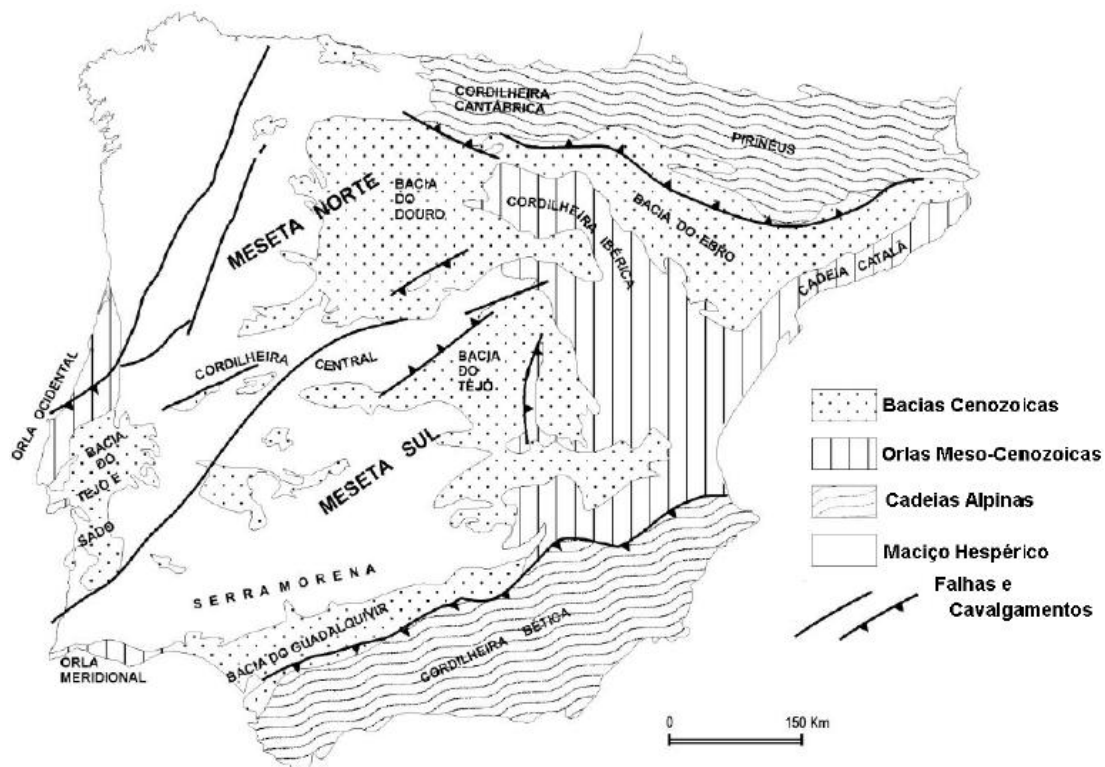 CORDILHEIRA
CANTÁBRICA
PIRINÉUS
MESETA NORTE
BACIA
DO
DOURO
CORDILHEIRA IBÉRICA
BACIA DO EBRO
CADEIA CATALÃ
ORLA OCIDENTAL
CORDILHEIRA CENTRAL
BACIA
DO
TEJO
BACIA
DO
TEJO E
SADO
MESETA SUL
SERRA MORENA
BACIA DO GUADALQUIVIR
CORDILHEIRA BÉTICA
ORLA
MERIDIONAL
Bacias Cenozoicas
Orlas Meso-Cenozoicas
Cadeias Alpinas
Maciço Hespérico
Falhas e
Cavalgamentos
0 150 Km